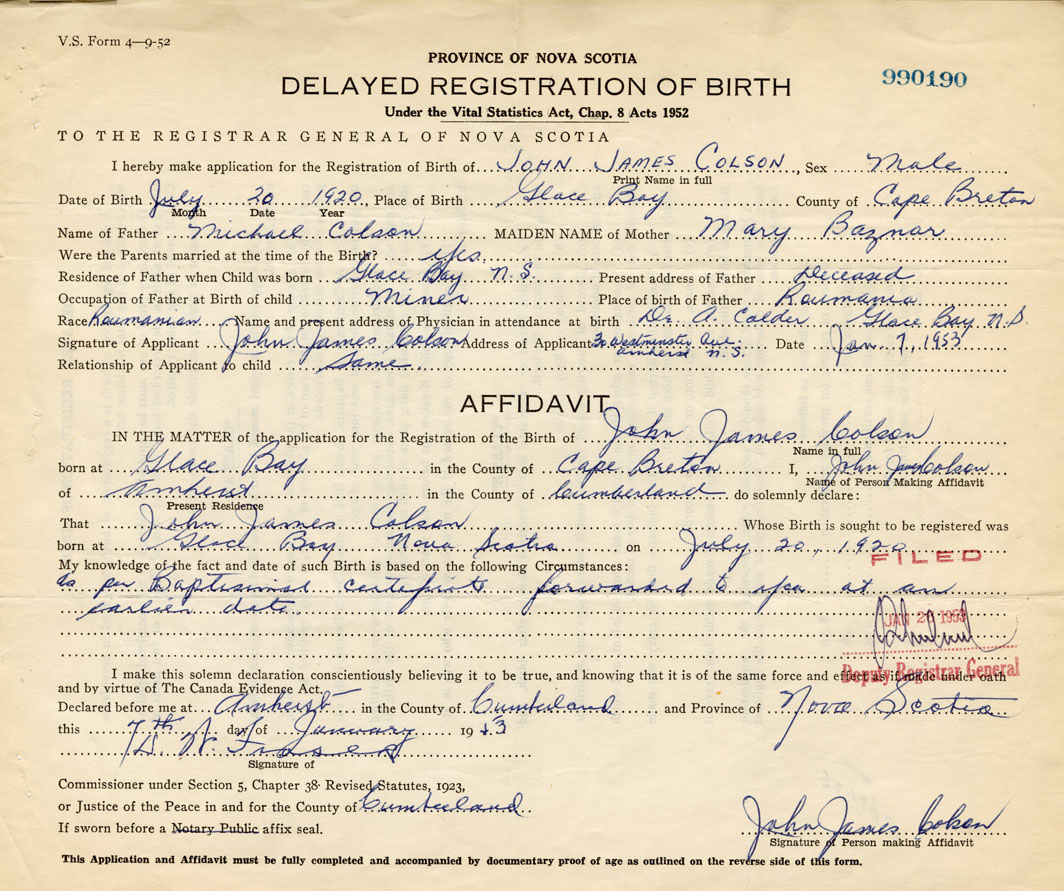 V.S. Form 4—9-52
PROVINCE OF NOVA SCOTIA
DELAYED REGISTRATION OF BIRTH
990190
Under the Vital Statistics Act, Chap. 8 Acts 1952
TO THE REGISTRAR GENERAL OF NOVA SCOTIA
I hereby make application for the Registration of Birth of JOHN JAMES COLSON, Sex Male
Print Name in full
Date of Birth July 20 1920, Place of Birth Glace Bay County of Cape Breton
Month Date Year
Name of Father Michael Colson MAIDEN NAME of Mother Mary Baznar
Were the Parents married at the time of the Birth? yes
Residence of Father when Child was born Glace Bay N.S. Present address of Father Deceased
Occupation of Father at Birth of child Miner Place of birth of Father Roumania
Race Roumanian Name and present address of Physician in attendance at birth Dr. A. Calder Glace Bay N.S.
Signature of Applicant John James Colson Address of Applicant 30 Westminster Ave. Date Jan. 7, 1953
Amherst N.S.
Relationship of Applicant to child Same
AFFIDAVIT
IN THE MATTER of the application for the Registration of the Birth of John James Colson
Name in full
born at Glace Bay in the County of Cape Breton I, John James Colson
Name of Person Making Affidavit
of Amherst in the County of Cumberland do solemnly declare:
Present Residence
That John James Colson Whose Birth is sought to be registered was
born at Glace Bay Nova Scotia on July 20, 1920
FILED
My knowledge of the fact and date of such Birth is based on the following Circumstances:
As per Baptismal certificate forwarded to you at an
earlier date
JAN 20 1953
Deputy Registrar General
I make this solemn declaration conscientiously believing it to be true, and knowing that it is of the same force and effect as if made under oath
and by virtue of The Canada Evidence Act.
Declared before me at Amherst in the County of Cumberland and Province of Nova Scotia
this 7th day of January 1953
D. W. Fraser
Signature of
Commissioner under Section 5, Chapter 38 Revised Statutes, 1923,
or Justice of the Peace in and for the County of Cumberland
If sworn before a Notary Public affix seal.
John James Colson
Signature of Person making Affidavit
This Application and Affidavit must be fully completed and accompanied by documentary proof of age as outlined on the reverse side of this form.